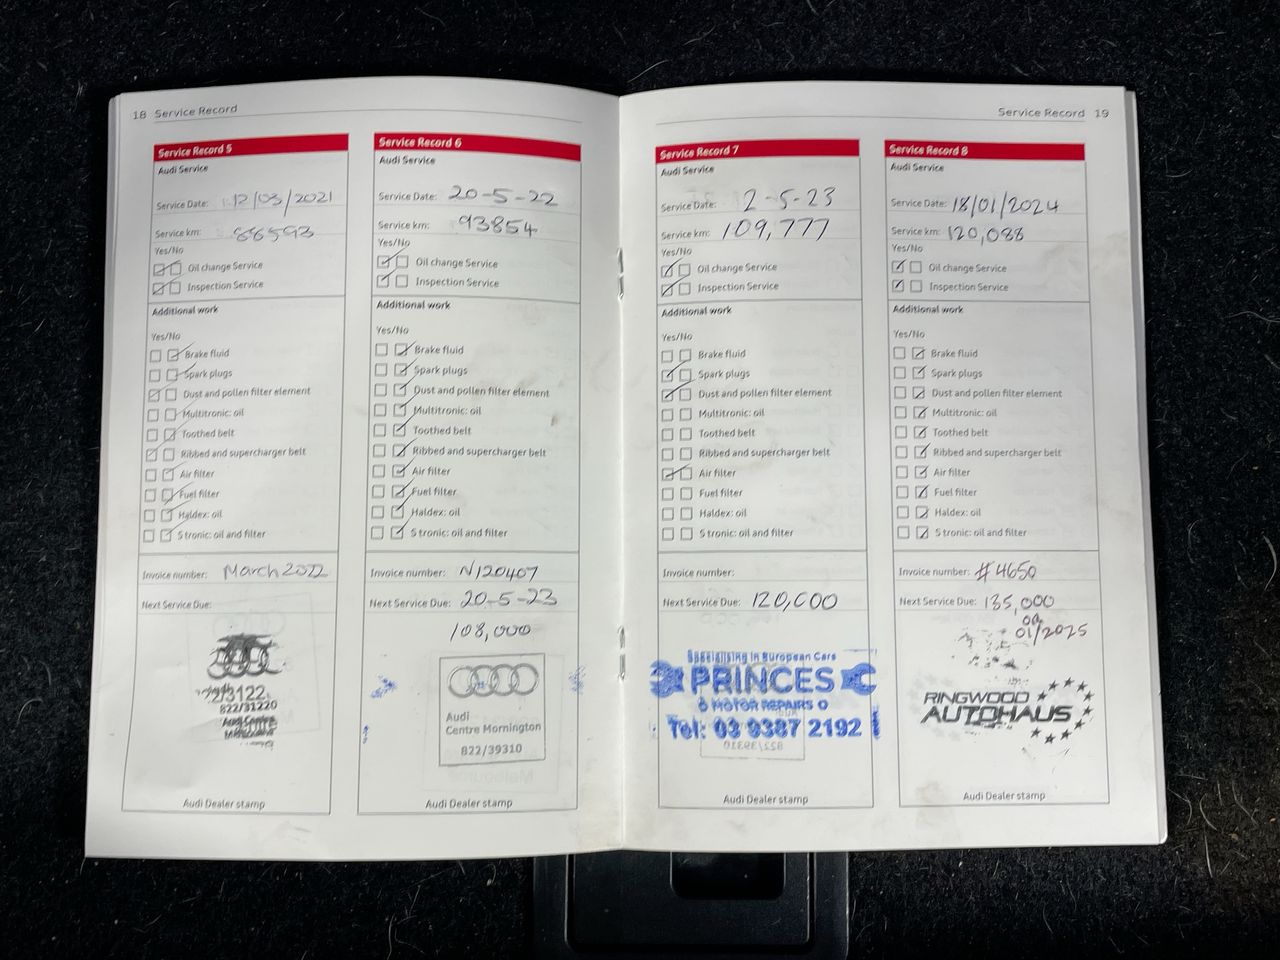 18 Service Record
Service Record 5
Audi Service
Service Date: 12/03/2021
Service km: 88593
Yes/No
Oil change Service
Inspection Service
Additional work
Yes/No
Brake fluid
Spark plugs
Dust and pollen filter element
Multitronic: oil
Toothed belt
Ribbed and supercharger belt
Air filter
Fuel filter
Haldex: oil
S tronic: oil and filter
Invoice number: March 2022
Next Service Due:
822/31220
Audi Dealer stamp
Service Record 6
Audi Service
Service Date: 20-5-22
Service km: 93854
Yes/No
Oil change Service
Inspection Service
Additional work
Yes/No
Brake fluid
Spark plugs
Dust and pollen filter element
Multitronic: oil
Toothed belt
Ribbed and supercharger belt
Air filter
Fuel filter
Haldex: oil
S tronic: oil and filter
Invoice number: N120407
Next Service Due: 20-5-23
108,000
Audi
Centre Mornington
822/39310
Audi Dealer stamp
Service Record 19
Service Record 7
Audi Service
Service Date: 2-5-23
Service km: 109,777
Yes/No
Oil change Service
Inspection Service
Additional work
Yes/No
Brake fluid
Spark plugs
Dust and pollen filter element
Multitronic: oil
Toothed belt
Ribbed and supercharger belt
Air filter
Fuel filter
Haldex: oil
S tronic: oil and filter
Invoice number:
Next Service Due: 120,000
Specialising in European Cars
PRINCES
MOTOR REPAIRS
Tel: 03 9387 2192
Audi Dealer stamp
Service Record 8
Audi Service
Service Date: 18/01/2024
Service km: 120,088
Yes/No
Oil change Service
Inspection Service
Additional work
Yes/No
Brake fluid
Spark plugs
Dust and pollen filter element
Multitronic: oil
Toothed belt
Ribbed and supercharger belt
Air filter
Fuel filter
Haldex: oil
S tronic: oil and filter
Invoice number: #4650
Next Service Due: 135,000
OR
01/2025
RINGWOOD
AUTOHAUS
Audi Dealer stamp